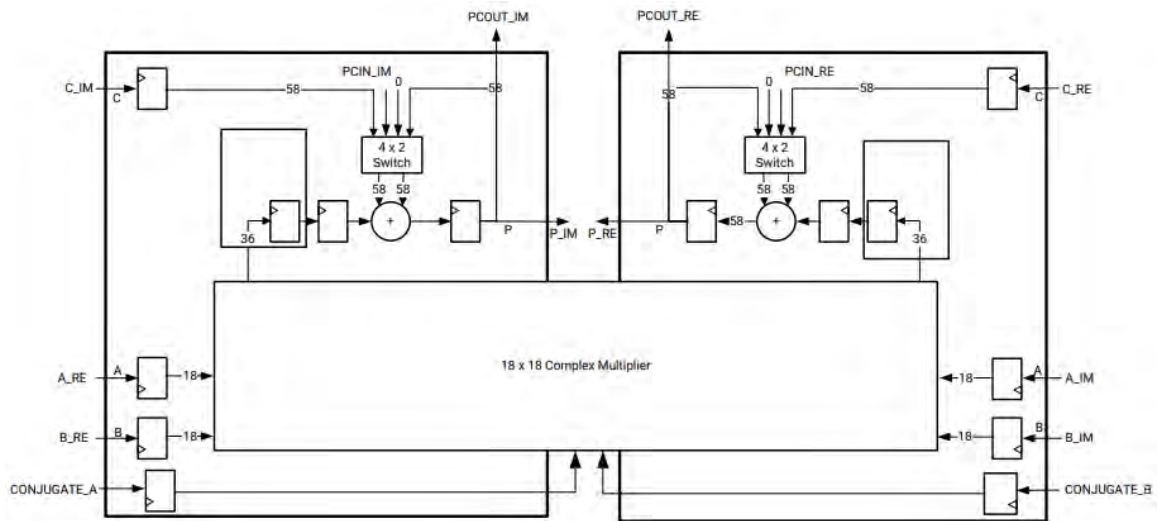 PCOUT_IM PCOUT_RE
PCIN_IM PCIN_RE
0 0
C_IM C 58 58 58 58 C C_RE
4 x 2
Switch
4 x 2
Switch
58 58 58 58
+ +
36 P P_IM P_RE P 58 36
18 x 18 Complex Multiplier
A_RE A 18 18 A A_IM
B_RE B 18 18 B B_IM
CONJUGATE_A CONJUGATE_B